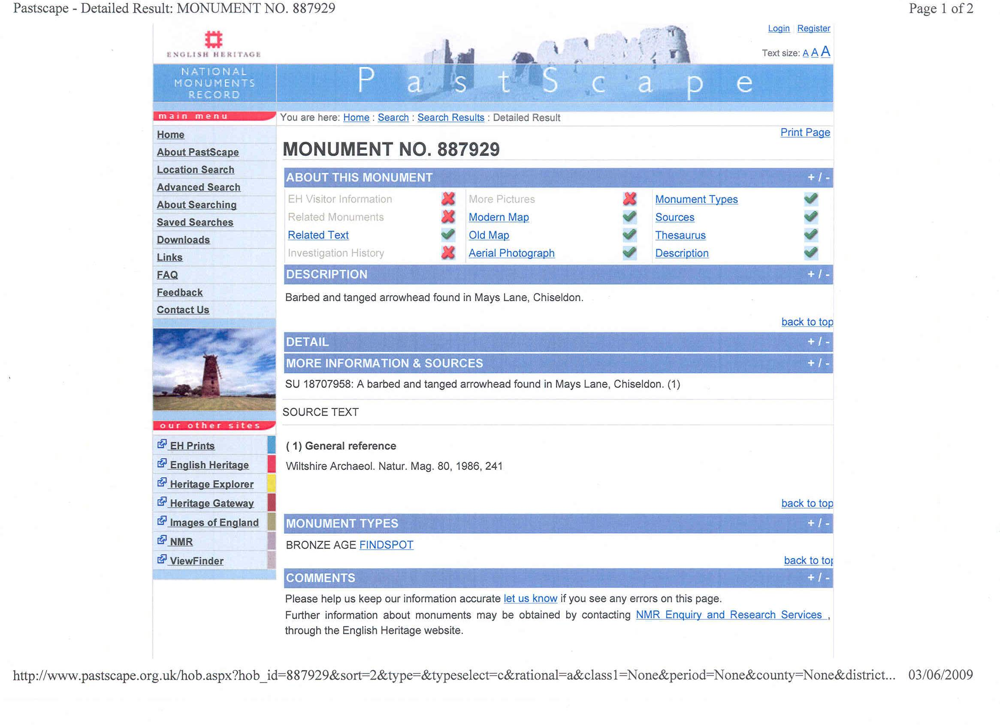 Pastscape - Detailed Result: MONUMENT NO. 887929
Page 1 of 2
ENGLISH HERITAGE
Login Register
Text size: A A A
NATIONAL
MONUMENTS
RECORD
PastScape
main menu
Home
About PastScape
Location Search
Advanced Search
About Searching
Saved Searches
Downloads
Links
FAQ
Feedback
Contact Us
our other sites
EH Prints
English Heritage
Heritage Explorer
Heritage Gateway
Images of England
NMR
ViewFinder
You are here: Home : Search : Search Results : Detailed Result
Print Page
MONUMENT NO. 887929
ABOUT THIS MONUMENT + / -
EH Visitor Information More Pictures Monument Types
Related Monuments Modern Map Sources
Related Text Old Map Thesaurus
Investigation History Aerial Photograph Description
DESCRIPTION + / -
Barbed and tanged arrowhead found in Mays Lane, Chiseldon.
back to top
DETAIL + / -
MORE INFORMATION & SOURCES + / -
SU 18707958: A barbed and tanged arrowhead found in Mays Lane, Chiseldon. (1)
SOURCE TEXT
( 1) General reference
Wiltshire Archaeol. Natur. Mag. 80, 1986, 241
back to top
MONUMENT TYPES + / -
BRONZE AGE FINDSPOT
back to top
COMMENTS + / -
Please help us keep our information accurate let us know if you see any errors on this page.
Further information about monuments may be obtained by contacting NMR Enquiry and Research Services ,
through the English Heritage website.
http://www.pastscape.org.uk/hob.aspx?hob_id=887929&sort=2&type=&typeselect=c&rational=a&class1=None&period=None&county=None&district... 03/06/2009